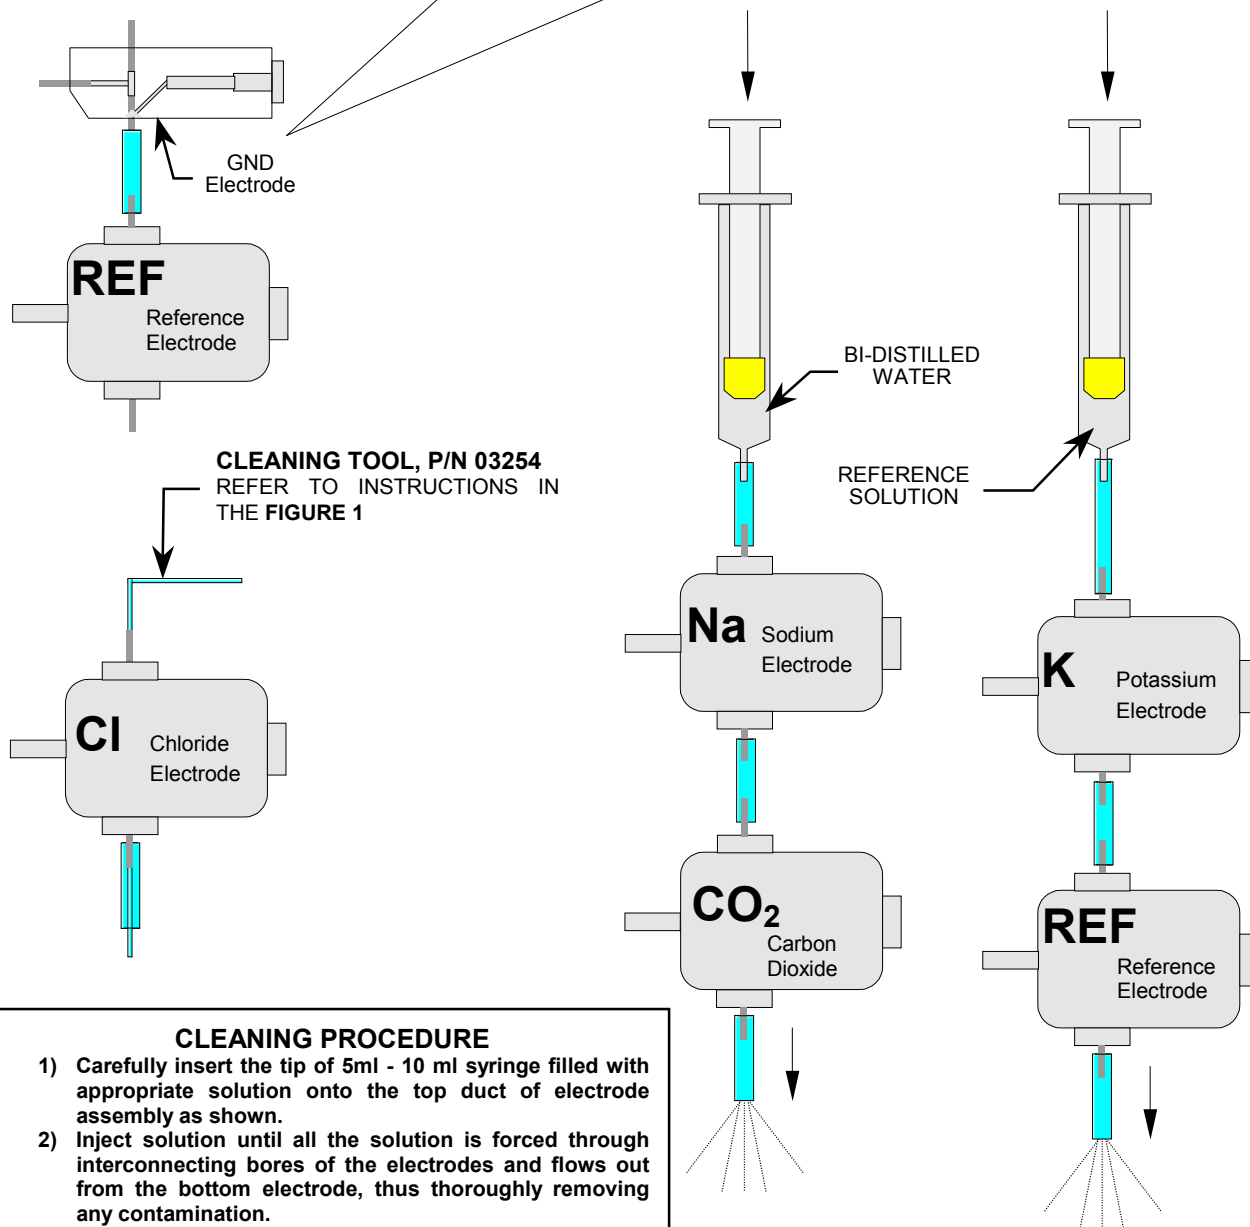 GND
Electrode
REF
Reference
Electrode
BI-DISTILLED
WATER
CLEANING TOOL, P/N 03254
REFER TO INSTRUCTIONS IN
THE FIGURE 1
REFERENCE
SOLUTION
Cl
Chloride
Electrode
Na
Sodium
Electrode
K
Potassium
Electrode
CO₂
Carbon
Dioxide
REF
Reference
Electrode
CLEANING PROCEDURE
1) Carefully insert the tip of 5ml - 10 ml syringe filled with
appropriate solution onto the top duct of electrode
assembly as shown.
2) Inject solution until all the solution is forced through
interconnecting bores of the electrodes and flows out
from the bottom electrode, thus thoroughly removing
any contamination.